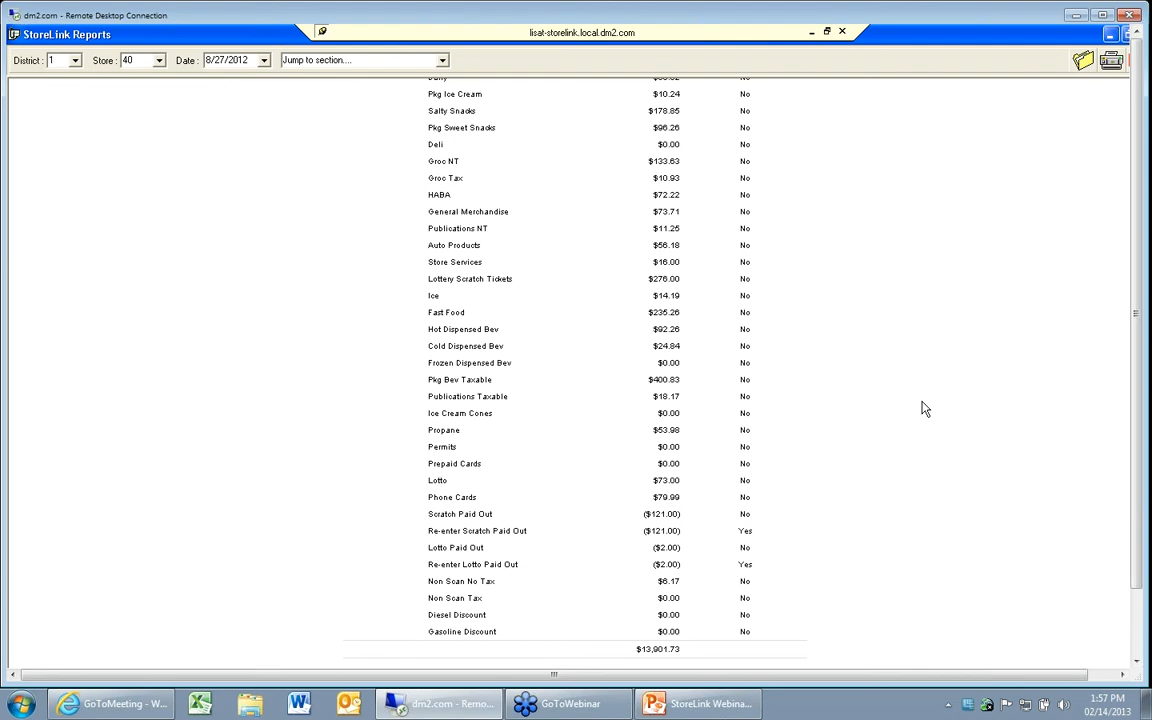 dm2.com - Remote Desktop Connection
StoreLink Reports
lisat-storelink.local.dm2.com
District : 1 Store : 40 Date : 8/27/2012 Jump to section....
Pkg Ice Cream $10.24 No
Salty Snacks $178.85 No
Pkg Sweet Snacks $96.26 No
Deli $0.00 No
Groc NT $133.63 No
Groc Tax $10.93 No
HABA $72.22 No
General Merchandise $73.71 No
Publications NT $11.25 No
Auto Products $56.18 No
Store Services $16.00 No
Lottery Scratch Tickets $276.00 No
Ice $14.19 No
Fast Food $235.26 No
Hot Dispensed Bev $92.26 No
Cold Dispensed Bev $24.84 No
Frozen Dispensed Bev $0.00 No
Pkg Bev Taxable $400.83 No
Publications Taxable $18.17 No
Ice Cream Cones $0.00 No
Propane $53.98 No
Permits $0.00 No
Prepaid Cards $0.00 No
Lotto $73.00 No
Phone Cards $79.99 No
Scratch Paid Out ($121.00) No
Re-enter Scratch Paid Out ($121.00) Yes
Lotto Paid Out ($2.00) No
Re-enter Lotto Paid Out ($2.00) Yes
Non Scan No Tax $6.17 No
Non Scan Tax $0.00 No
Diesel Discount $0.00 No
Gasoline Discount $0.00 No
$13,901.73
GoToMeeting - W... dm2.com - Remo... GoToWebinar StoreLink Webina... 1:57 PM
02/14/2013